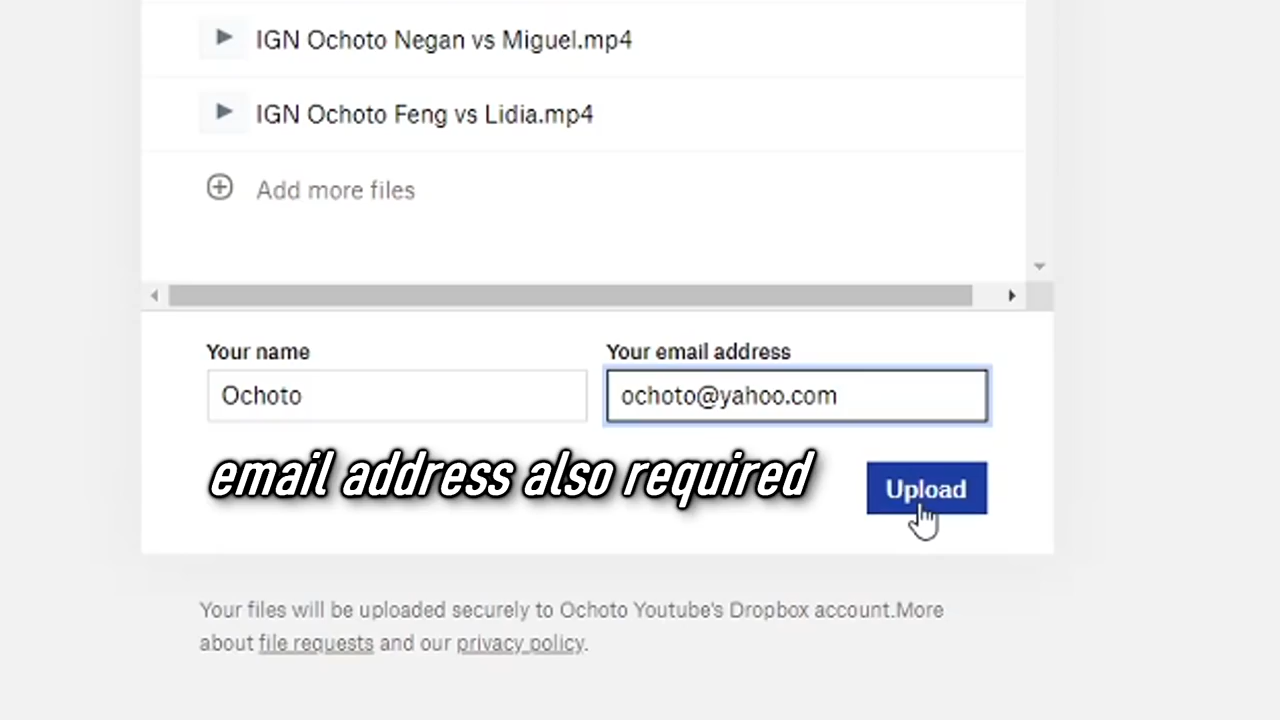 IGN Ochoto Negan vs Miguel.mp4
IGN Ochoto Feng vs Lidia.mp4
Add more files
Your name
Your email address
Ochoto
ochoto@yahoo.com
email address also required
Upload
Your files will be uploaded securely to Ochoto Youtube's Dropbox account.More
about file requests and our privacy policy.